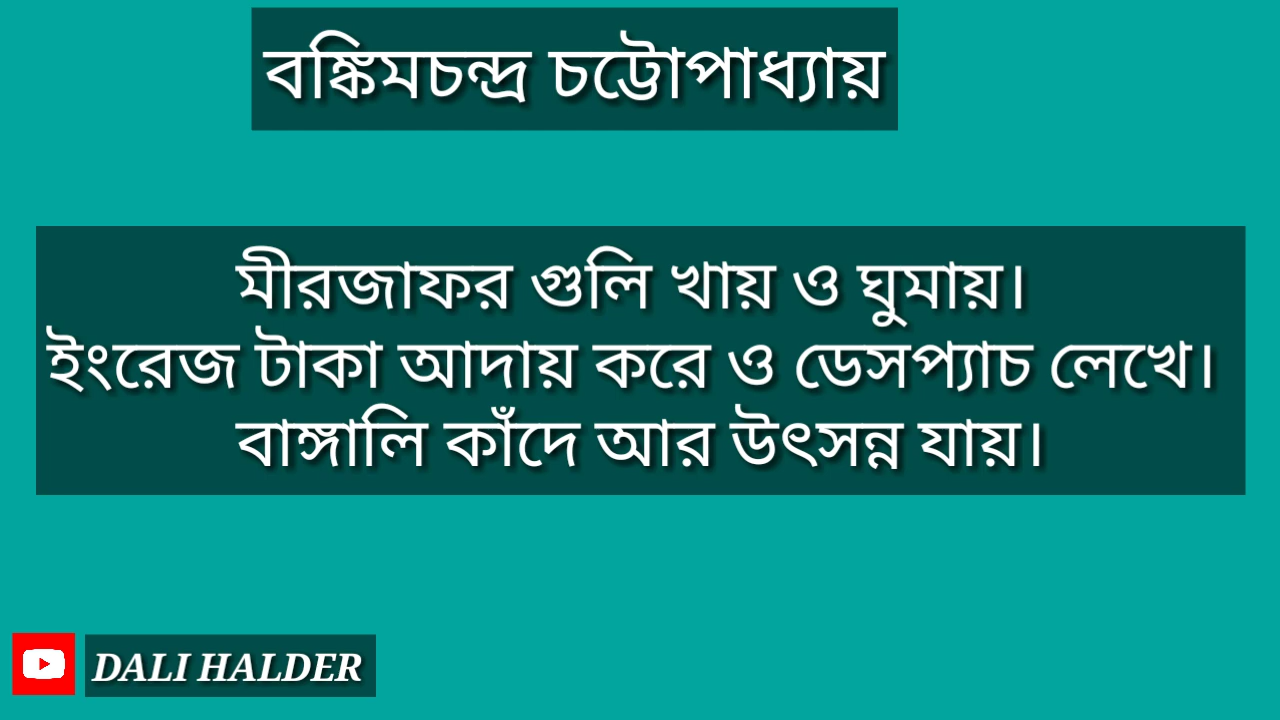 বঙ্কিমচন্দ্র চট্টোপাধ্যায়
মীরজাফর গুলি খায় ও ঘুমায়।
ইংরেজ টাকা আদায় করে ও ডেসপ্যাচ লেখে।
বাঙ্গালি কাঁদে আর উৎসন্ন যায়।
DALI HALDER